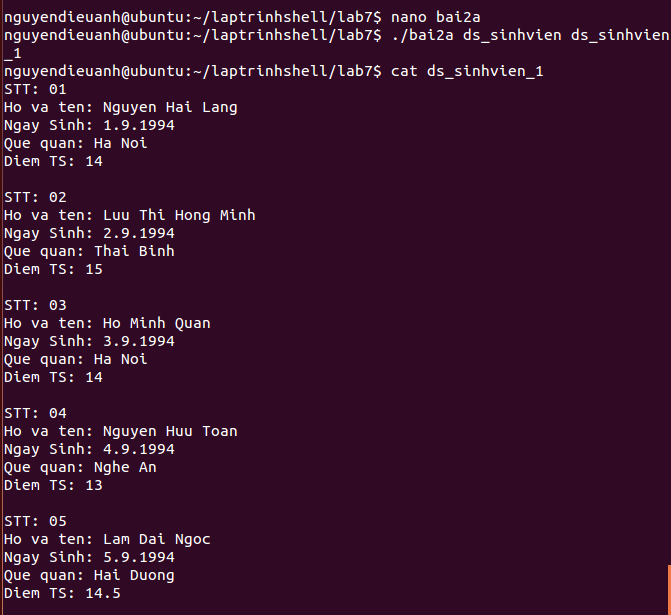 nguyendieuanh@ubuntu:~/laptrinhshell/lab7$ nano bai2a
nguyendieuanh@ubuntu:~/laptrinhshell/lab7$ ./bai2a ds_sinhvien ds_sinhvien
_1
nguyendieuanh@ubuntu:~/laptrinhshell/lab7$ cat ds_sinhvien_1
STT: 01
Ho va ten: Nguyen Hai Lang
Ngay Sinh: 1.9.1994
Que quan: Ha Noi
Diem TS: 14

STT: 02
Ho va ten: Luu Thi Hong Minh
Ngay Sinh: 2.9.1994
Que quan: Thai Binh
Diem TS: 15

STT: 03
Ho va ten: Ho Minh Quan
Ngay Sinh: 3.9.1994
Que quan: Ha Noi
Diem TS: 14

STT: 04
Ho va ten: Nguyen Huu Toan
Ngay Sinh: 4.9.1994
Que quan: Nghe An
Diem TS: 13

STT: 05
Ho va ten: Lam Dai Ngoc
Ngay Sinh: 5.9.1994
Que quan: Hai Duong
Diem TS: 14.5